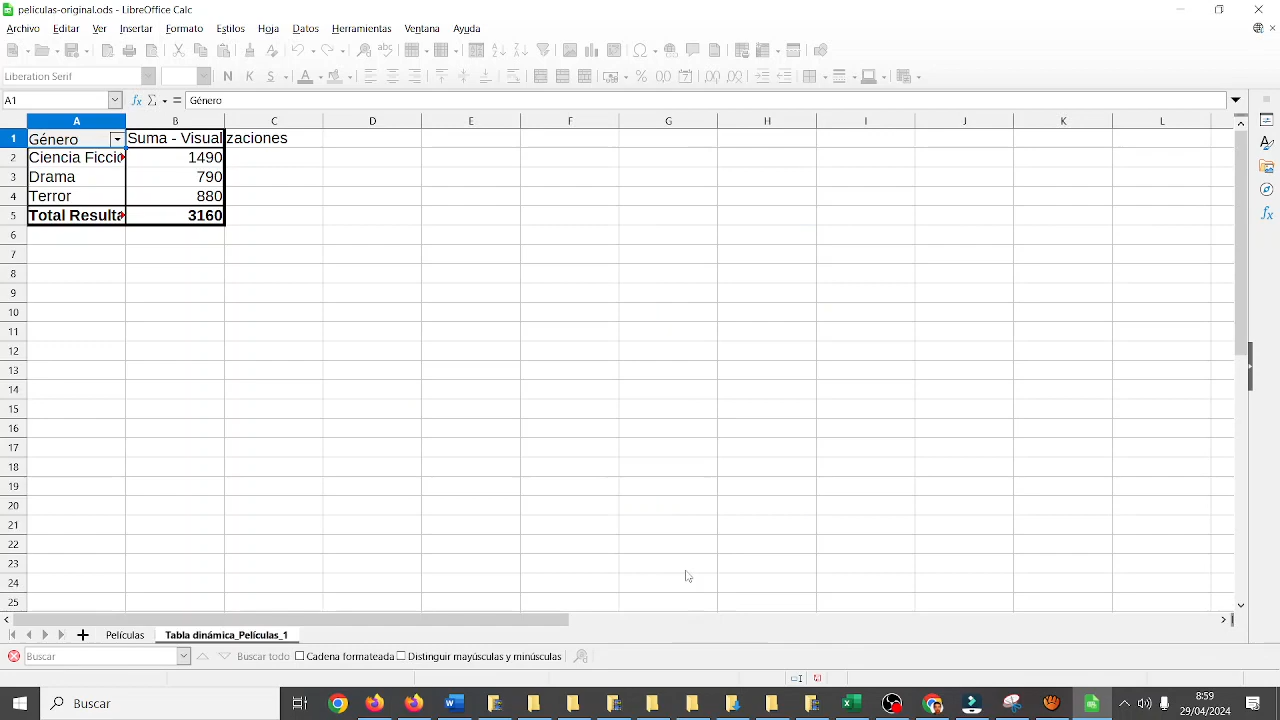 peliculas-original.ods - LibreOffice Calc
Archivo Editar Ver Insertar Formato Estilos Hoja Datos Herramientas Ventana Ayuda
Liberation Serif
N K S
A1 Género
A B C D E F G H I J K L
1 Género Suma - Visualizaciones
2 Ciencia Ficció 1490
3 Drama 790
4 Terror 880
5 Total Resulta 3160
6
7
8
9
10
11
12
13
14
15
16
17
18
19
20
21
22
23
24
25
Películas Tabla dinámica_Películas_1
Buscar Buscar todo Cadena formateada Distinguir mayúsculas y minúsculas
Buscar 8:59
29/04/2024